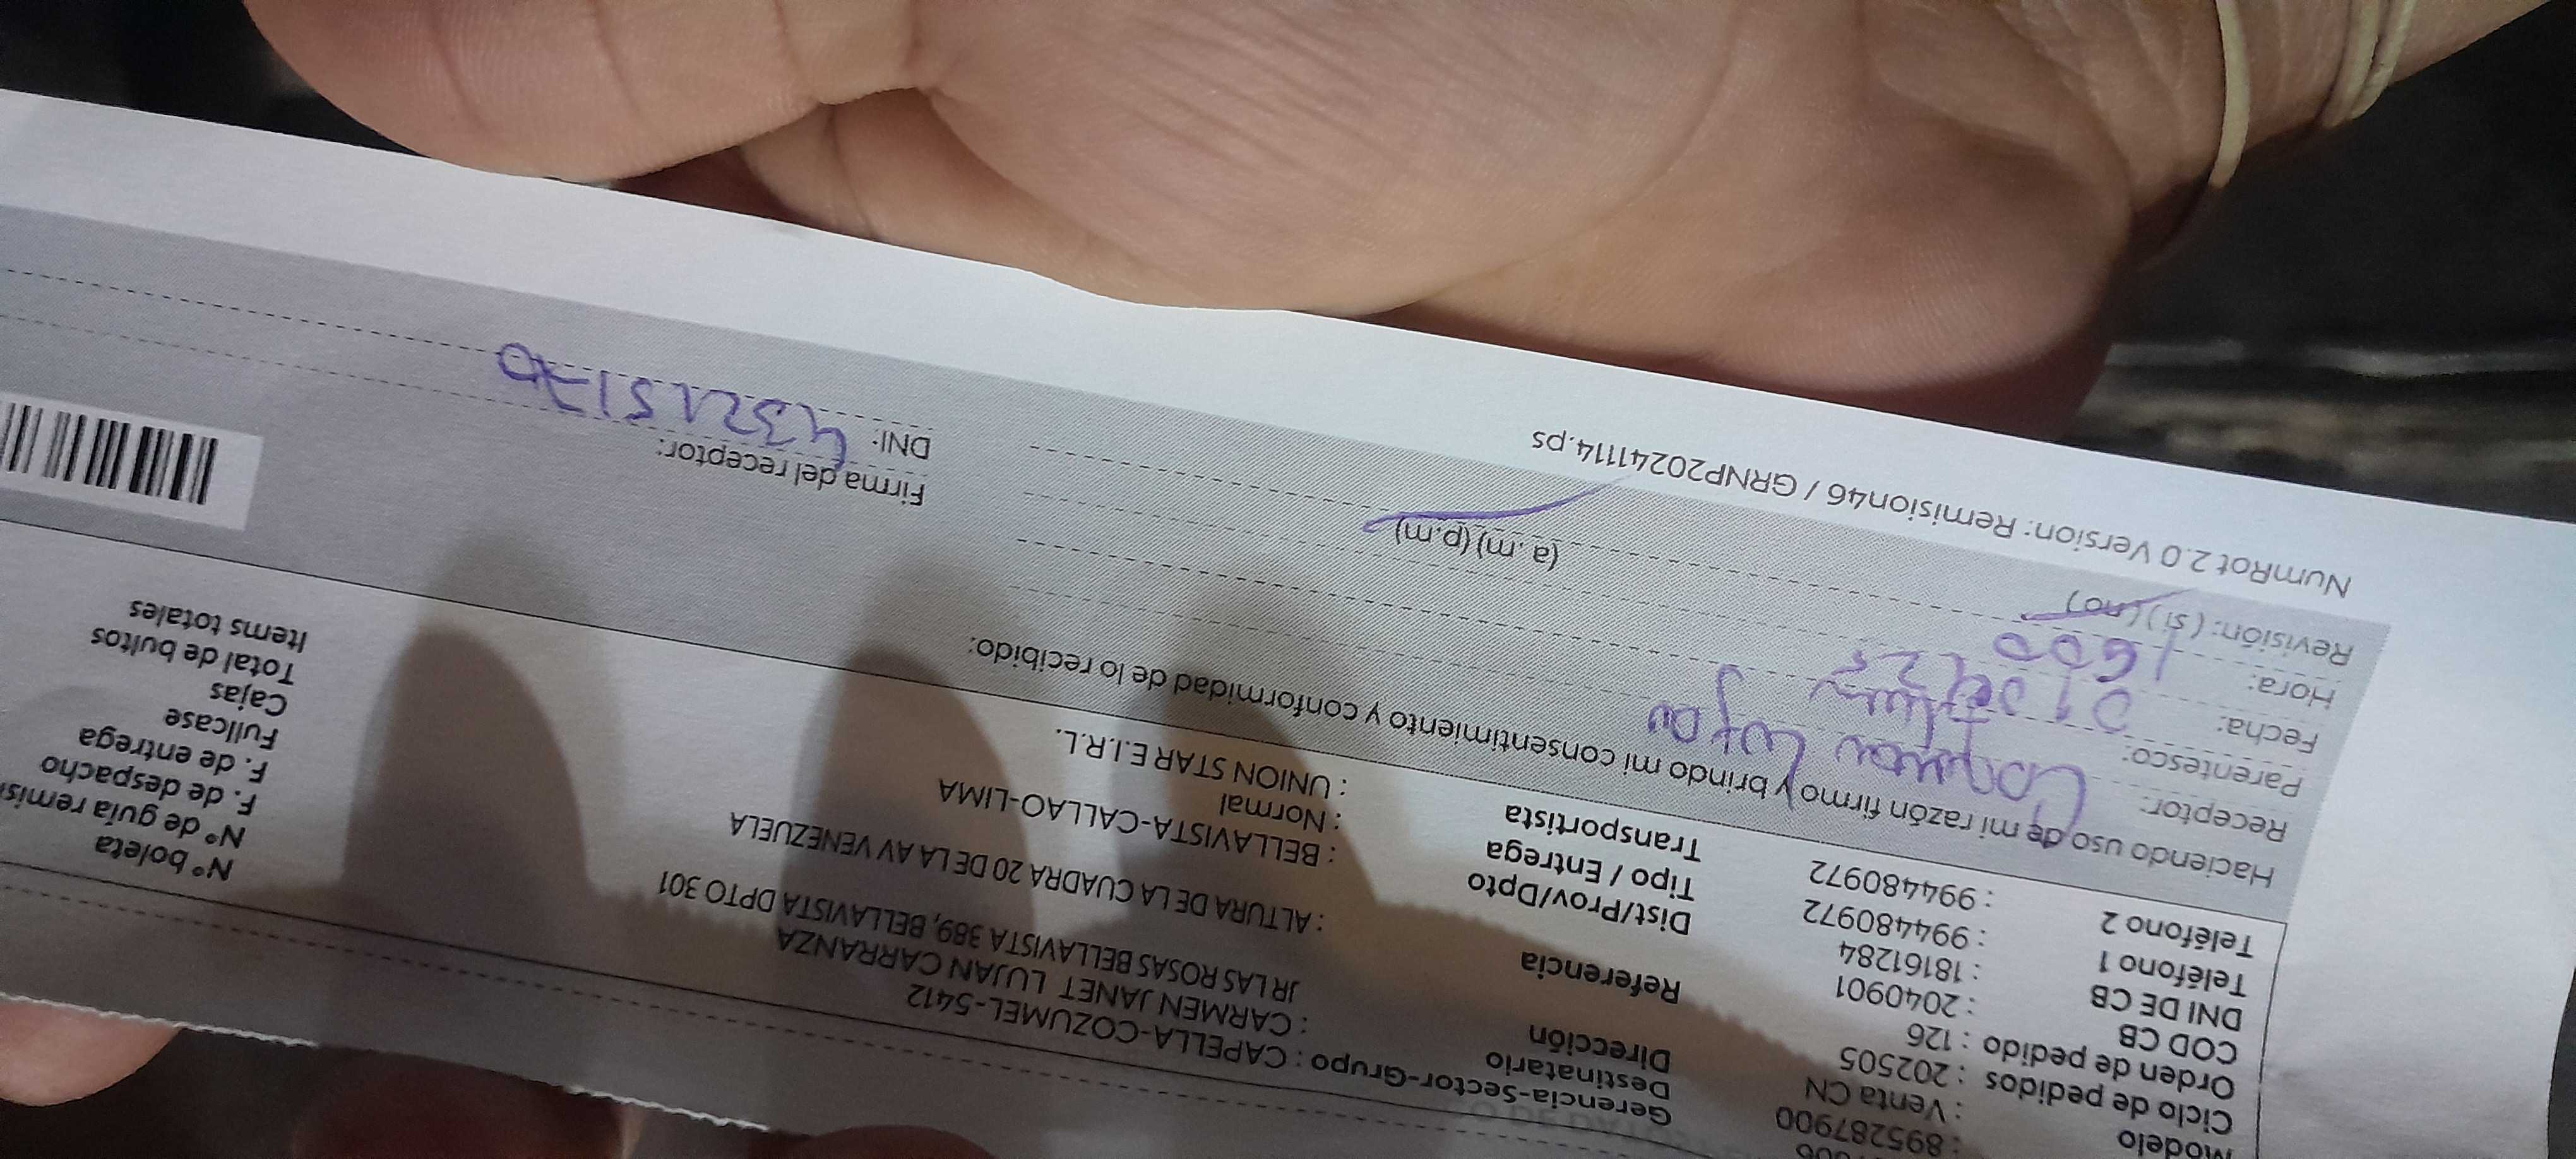 : 895287900
Modelo : Venta CN
Ciclo de pedidos : 202505
Orden de pedido : 126
COD CB : 2040901
DNI DE CB : 18161284
Teléfono 1 : 994480972
Teléfono 2 : 994480972
Gerencia-Sector-Grupo : CAPELLA-COZUMEL-5412
Destinatario : CARMEN JANET LUJAN CARRANZA
Dirección JR LAS ROSAS BELLAVISTA 389, BELLAVISTA DPTO 301
Referencia : ALTURA DE LA CUADRA 20 DE LA AV VENEZUELA
Dist/Prov/Dpto : BELLAVISTA-CALLAO-LIMA
Tipo / Entrega : Normal
Transportista : UNION STAR E.I.R.L.
N° boleta
N° de guía remisi
F. de despacho
F. de entrega
Fullcase
Cajas
Total de bultos
Items totales
Haciendo uso de mi razón firmo y brindo mi consentimiento y conformidad de lo recibido:
Receptor: Lujan
Parentesco:
Fecha:
Hora: 1600 (a.m) (p.m)
Revisión: (si) (no)
Firma del receptor:
DNI: 43215170
NumRot 2.0 Version: Remision46 / GRNP202411114.ps